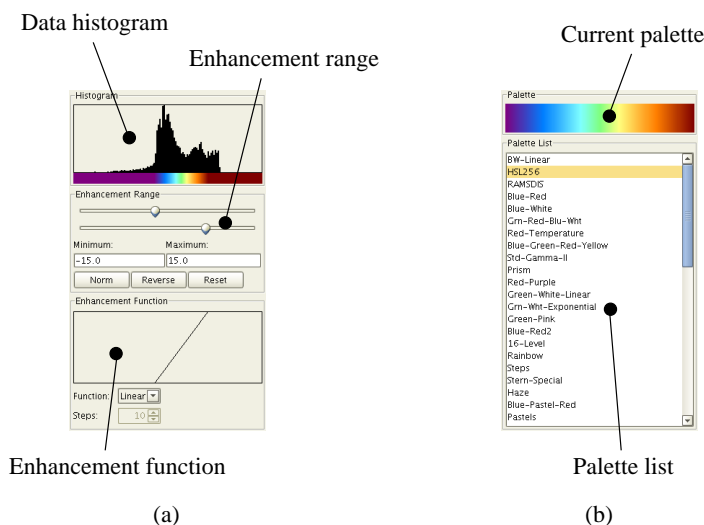 Data histogram
Enhancement range
Current palette
Histogram
Enhancement Range
Minimum: Maximum:
-15.0 15.0
Norm Reverse Reset
Enhancement Function
Function: Linear
Steps: 10
Palette
Palette List
BW-Linear
HSL256
RAMSDIS
Blue-Red
Blue-White
Grn-Red-Blu-Wht
Red-Temperature
Blue-Green-Red-Yellow
Std-Gamma-II
Prism
Red-Purple
Green-White-Linear
Grn-Wht-Exponential
Green-Pink
Blue-Red2
16-Level
Rainbow
Steps
Stern-Special
Haze
Blue-Pastel-Red
Pastels
Enhancement function
Palette list
(a)
(b)